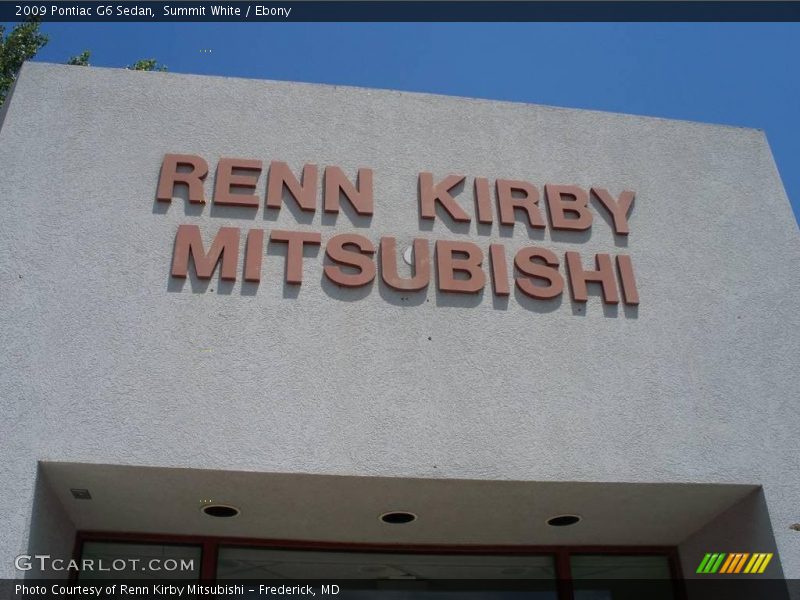 2009 Pontiac G6 Sedan, Summit White / Ebony
RENN KIRBY
MITSUBISHI
GTCARLOT.COM
Photo Courtesy of Renn Kirby Mitsubishi - Frederick, MD